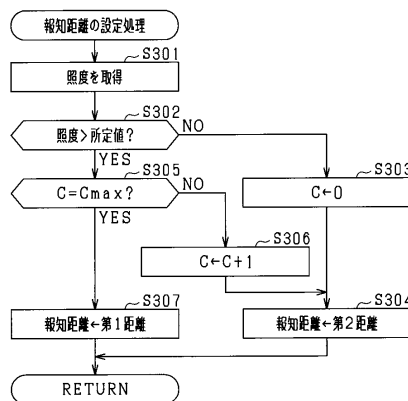 報知距離の設定処理
S301
照度を取得
S302
照度>所定値?
NO
YES
S305
C=Cmax?
NO
YES
S303
C←0
S306
C←C+1
S307
報知距離←第1距離
S304
報知距離←第2距離
RETURN